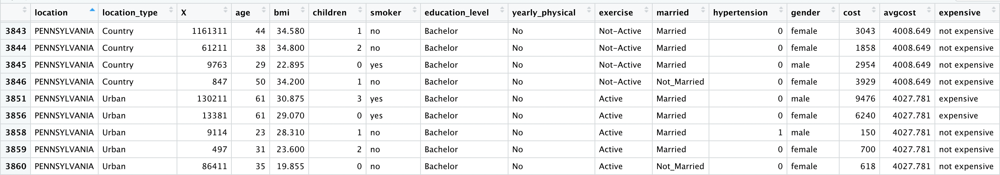 location location_type X age bmi children smoker education_level yearly_physical exercise married hypertension gender cost avgcost expensive
3843 PENNSYLVANIA Country 1161311 44 34.580 1 no Bachelor No Not-Active Married 0 female 3043 4008.649 not expensive
3844 PENNSYLVANIA Country 61211 38 34.800 2 no Bachelor No Not-Active Married 0 female 1858 4008.649 not expensive
3845 PENNSYLVANIA Country 9763 29 22.895 0 yes Bachelor No Not-Active Married 0 male 2954 4008.649 not expensive
3846 PENNSYLVANIA Country 847 50 34.200 1 no Bachelor No Not-Active Not_Married 0 female 3929 4008.649 not expensive
3851 PENNSYLVANIA Urban 130211 61 30.875 3 yes Bachelor No Active Married 0 male 9476 4027.781 expensive
3856 PENNSYLVANIA Urban 13381 61 29.070 0 yes Bachelor No Active Married 0 female 6240 4027.781 expensive
3858 PENNSYLVANIA Urban 9114 23 28.310 1 no Bachelor No Active Married 1 male 150 4027.781 not expensive
3859 PENNSYLVANIA Urban 497 31 23.600 2 no Bachelor No Active Married 0 female 700 4027.781 not expensive
3860 PENNSYLVANIA Urban 86411 35 19.855 0 no Bachelor No Active Not_Married 0 female 618 4027.781 not expensive